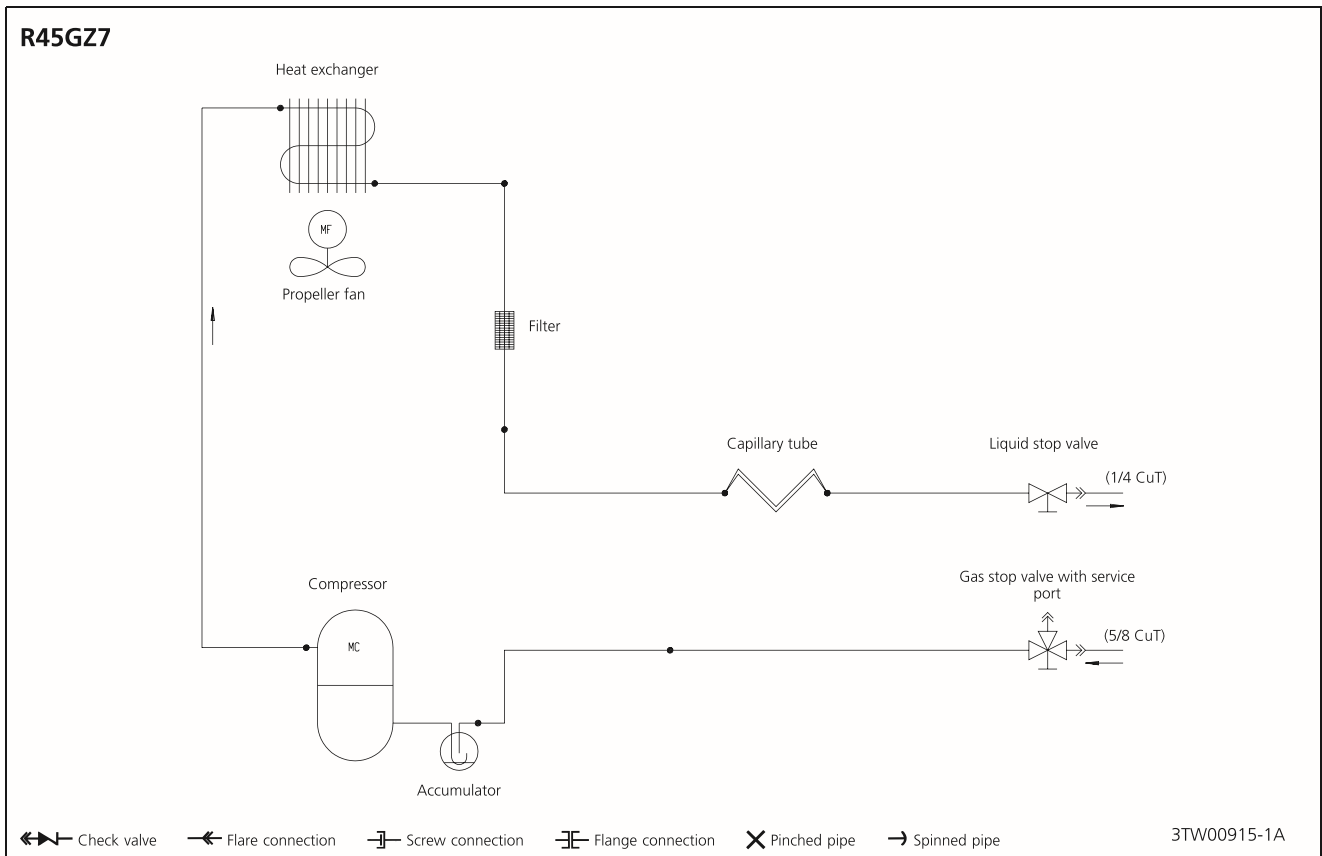 R45GZ7
Heat exchanger
MF
Propeller fan
Filter
Capillary tube
Liquid stop valve
(1/4 CuT)
Compressor
Gas stop valve with service
port
(5/8 CuT)
MC
Accumulator
Check valve
Flare connection
Screw connection
Flange connection
Pinched pipe
Spinned pipe
3TW00915-1A